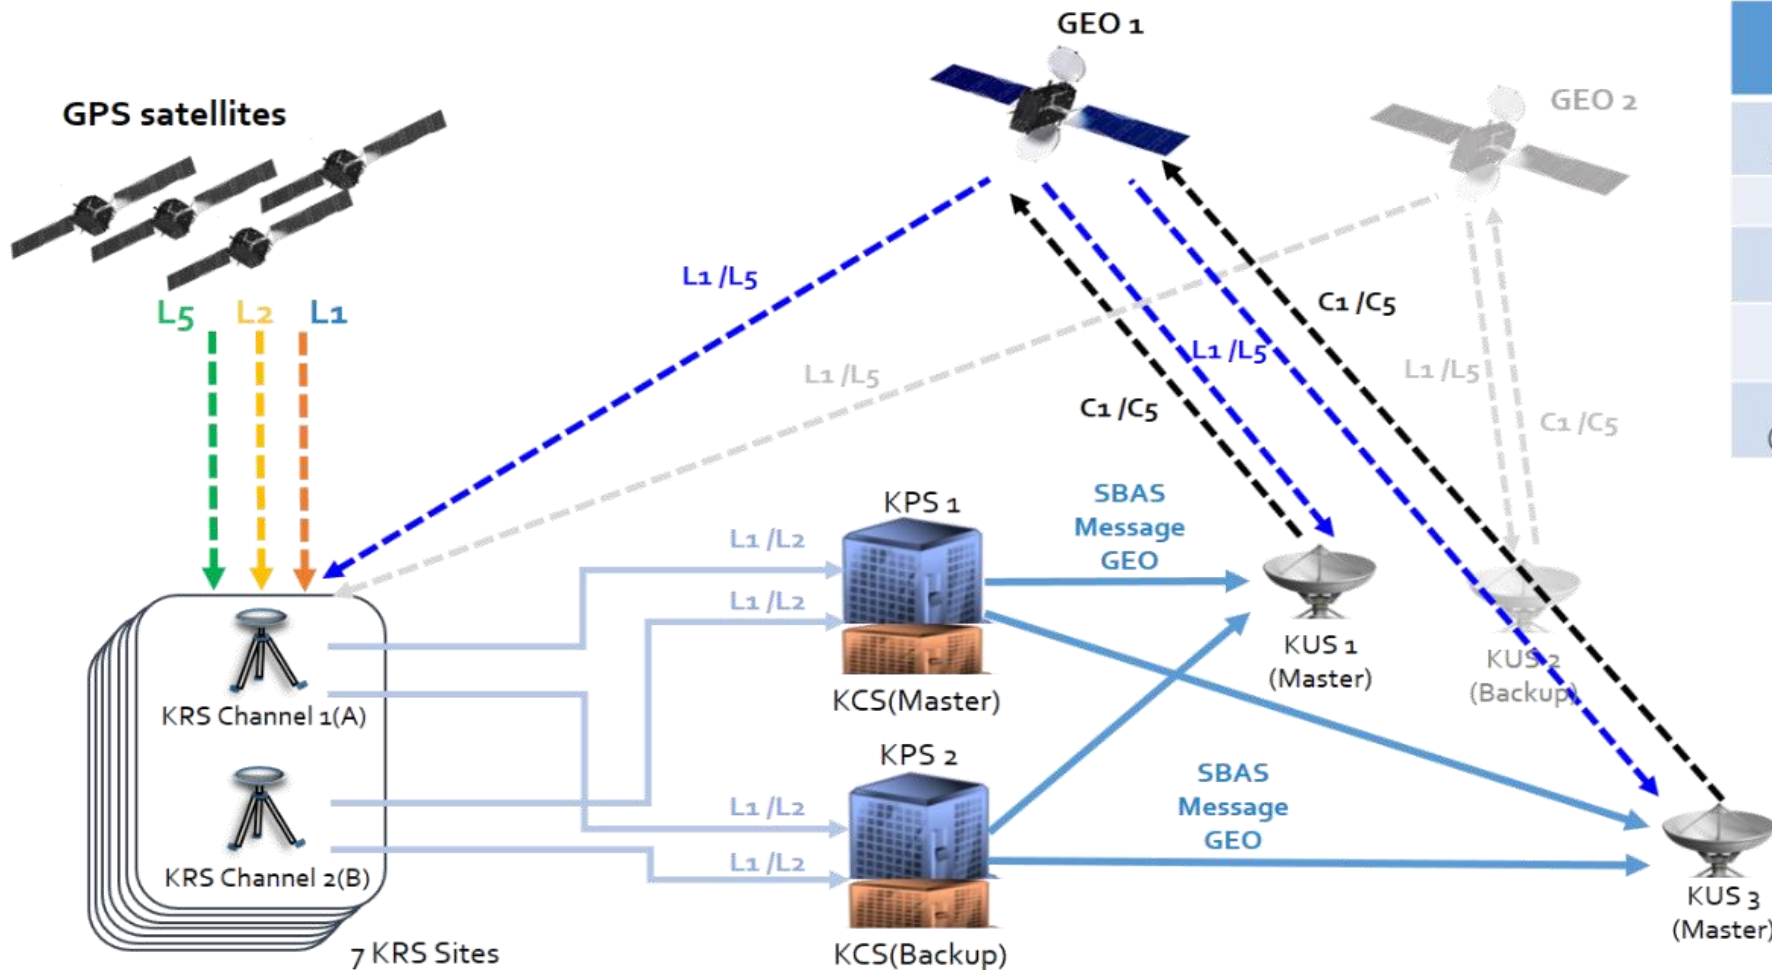 GEO 1
GEO 2
GPS satellites
L5
L2
L1
L1 /L5
L1 /L5
L1 /L5
C1 /C5
C1 /C5
L1 /L5
C1 /C5
(
KPS 1
SBAS
Message
GEO
L1 /L2
L1 /L2
KUS 1
(Master)
KUS 2
(Backup)
KCS(Master)
KRS Channel 1(A)
KPS 2
SBAS
Message
GEO
L1 /L2
L1 /L2
KRS Channel 2(B)
KUS 3
(Master)
KCS(Backup)
7 KRS Sites